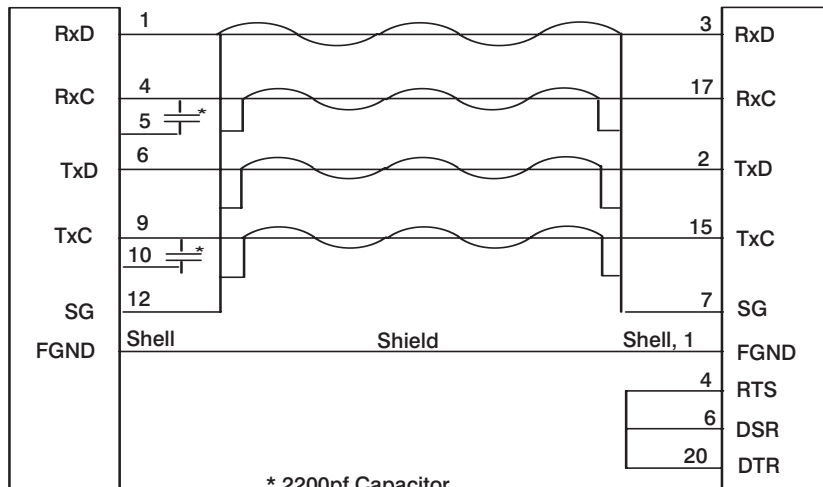 RxD 1 3 RxD
RxC 4 17 RxC
5 *
TxD 6 2 TxD
TxC 9 15 TxC
10 *
SG 12 7 SG
FGND Shell Shield Shell, 1 FGND
4 RTS
6 DSR
20 DTR
* 2200pf Capacitor